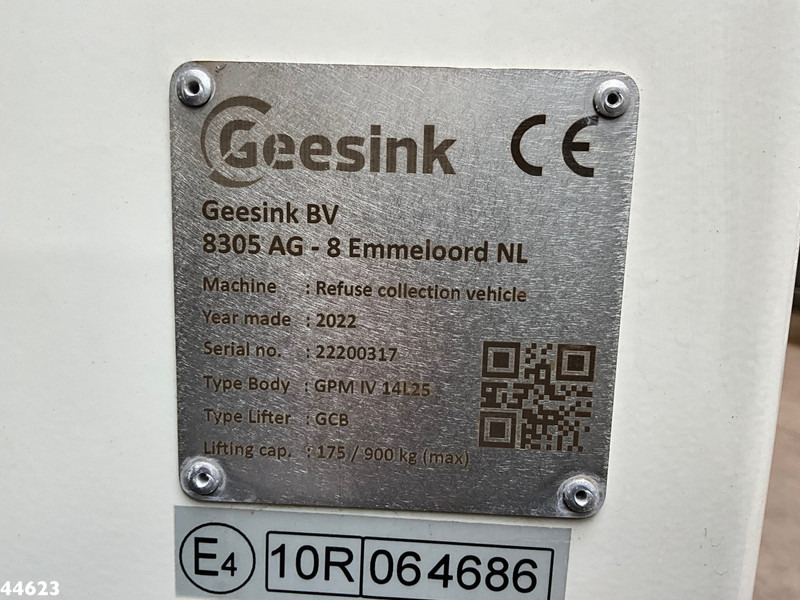 Geesink CE
Geesink BV
8305 AG - 8 Emmeloord NL
Machine : Refuse collection vehicle
Year made : 2022
Serial no. : 22200317
Type Body : GPM IV 14L25
Type Lifter : GCB
Lifting cap. : 175 / 900 kg (max)
E4 10R 064686
44623